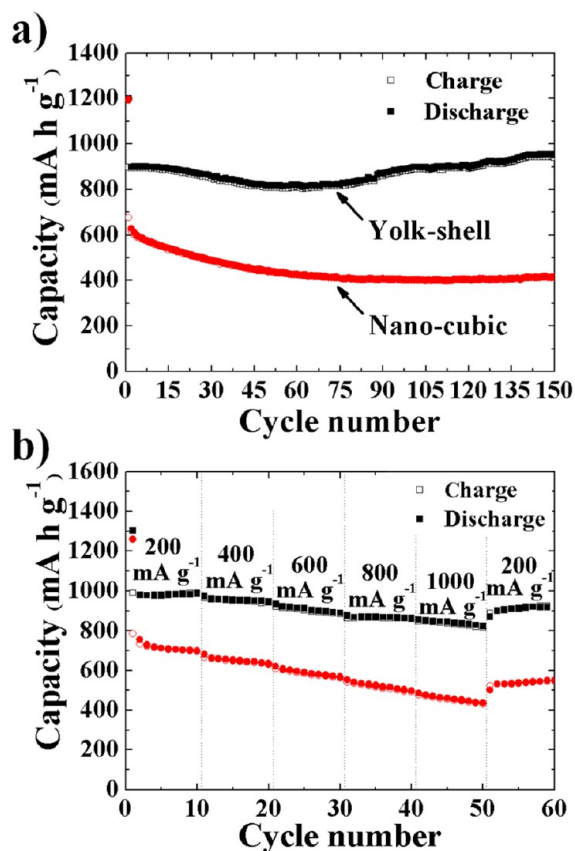 a)
Capacity (mA h g⁻¹)
1400
1200
1000
800
600
400
200
0
Charge
Discharge
Yolk-shell
Nano-cubic
0 15 30 45 60 75 90 105 120 135 150
Cycle number
b)
Capacity (mA h g⁻¹)
1600
1400
1200
1000
800
600
400
200
0
Charge
Discharge
200
mA g⁻¹
400
mA g⁻¹
600
mA g⁻¹
800
mA g⁻¹
1000
mA g⁻¹
200
mA g⁻¹
0 10 20 30 40 50 60
Cycle number